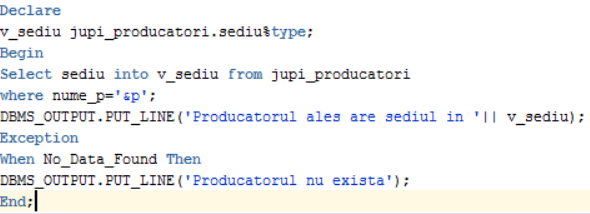 Declare
v_sediu jupi_producatori.sediu%type;
Begin
Select sediu into v_sediu from jupi_producatori
where nume_p='&p';
DBMS_OUTPUT.PUT_LINE('Producatorul ales are sediul in '|| v_sediu);
Exception
When No_Data_Found Then
DBMS_OUTPUT.PUT_LINE('Producatorul nu exista');
End;